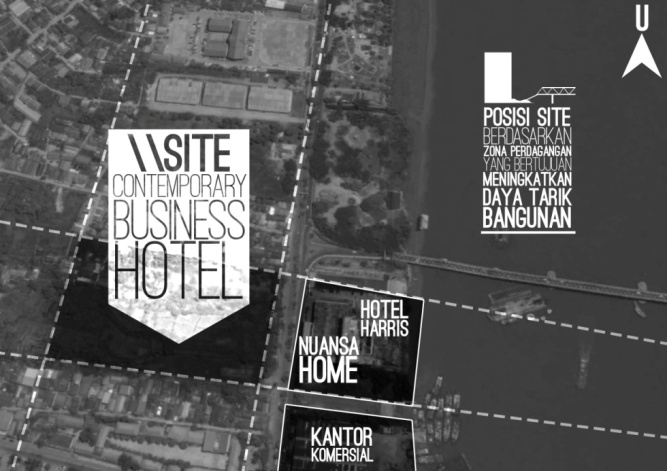 U
\\SITE
CONTEMPORARY
BUSINESS
HOTEL
POSISI SITE
BERDASARKAN
ZONA PERDAGANGAN
YANG BERTUJUAN
MENINGKATKAN
DAYA TARIK
BANGUNAN
HOTEL
HARRIS
NUANSA
HOME
KANTOR
KOMERSIAL